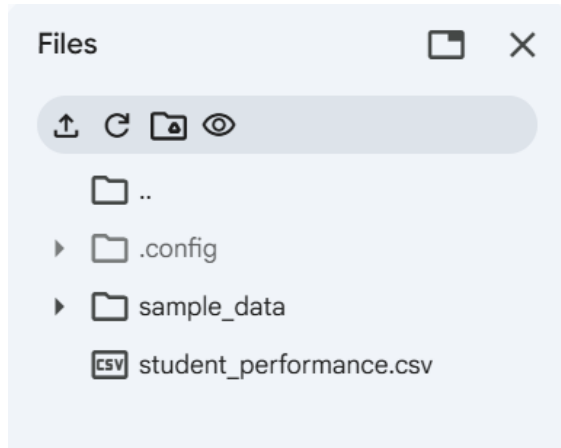 Files
..
.config
sample_data
CSV student_performance.csv